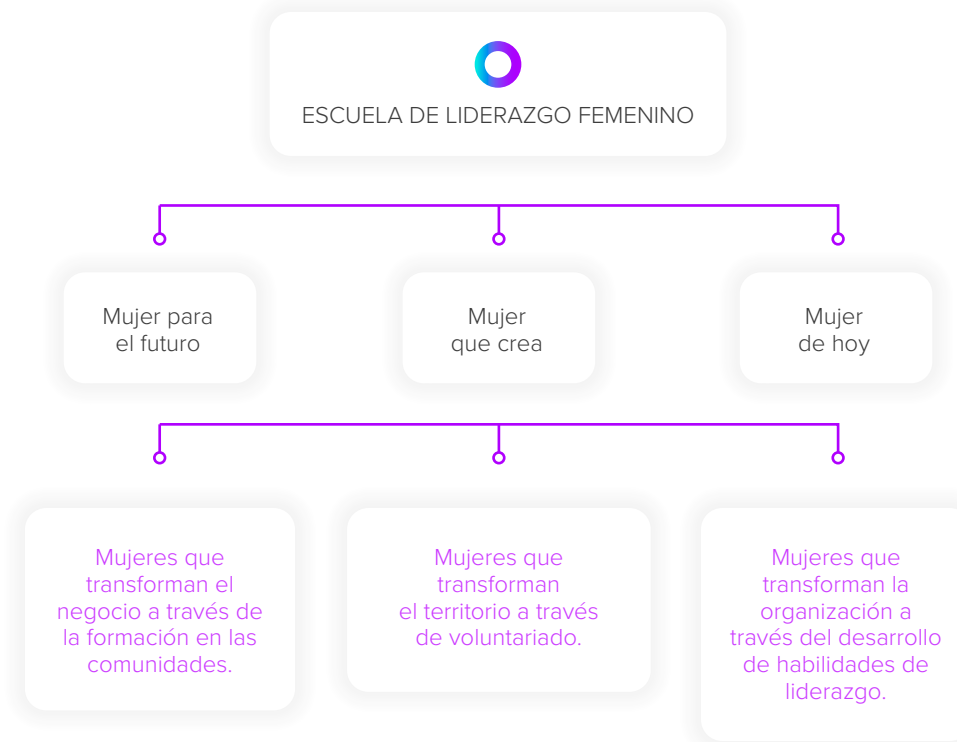 ESCUELA DE LIDERAZGO FEMENINO
Mujer para
el futuro
Mujer
que crea
Mujer
de hoy
Mujeres que
transforman el
negocio a través de
la formación en las
comunidades.
Mujeres que
transforman
el territorio a través
de voluntariado.
Mujeres que
transforman la
organización a
través del desarrollo
de habilidades de
liderazgo.